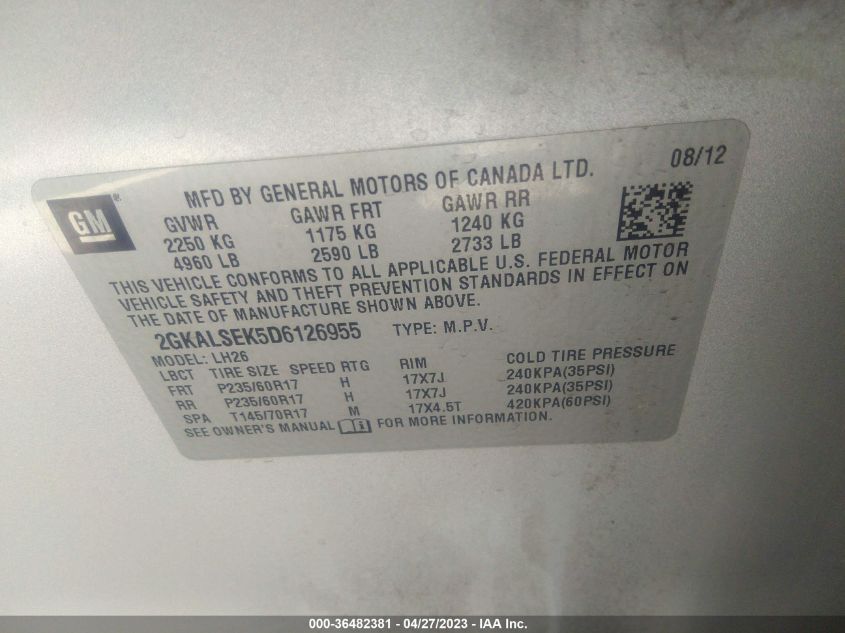 08/12
GM
MFD BY GENERAL MOTORS OF CANADA LTD.
GVWR GAWR FRT GAWR RR
2250 KG 1175 KG 1240 KG
4960 LB 2590 LB 2733 LB
THIS VEHICLE CONFORMS TO ALL APPLICABLE U.S. FEDERAL MOTOR
VEHICLE SAFETY AND THEFT PREVENTION STANDARDS IN EFFECT ON
THE DATE OF MANUFACTURE SHOWN ABOVE.
2GKALSEK5D6126955 TYPE: M.P.V.
MODEL: LH26
LBCT TIRE SIZE SPEED RTG RIM COLD TIRE PRESSURE
FRT P235/60R17 H 17X7J 240KPA(35PSI)
RR P235/60R17 H 17X7J 240KPA(35PSI)
SPA T145/70R17 M 17X4.5T 420KPA(60PSI)
SEE OWNER'S MANUAL FOR MORE INFORMATION.
000-36482381 - 04/27/2023 - IAAI.com